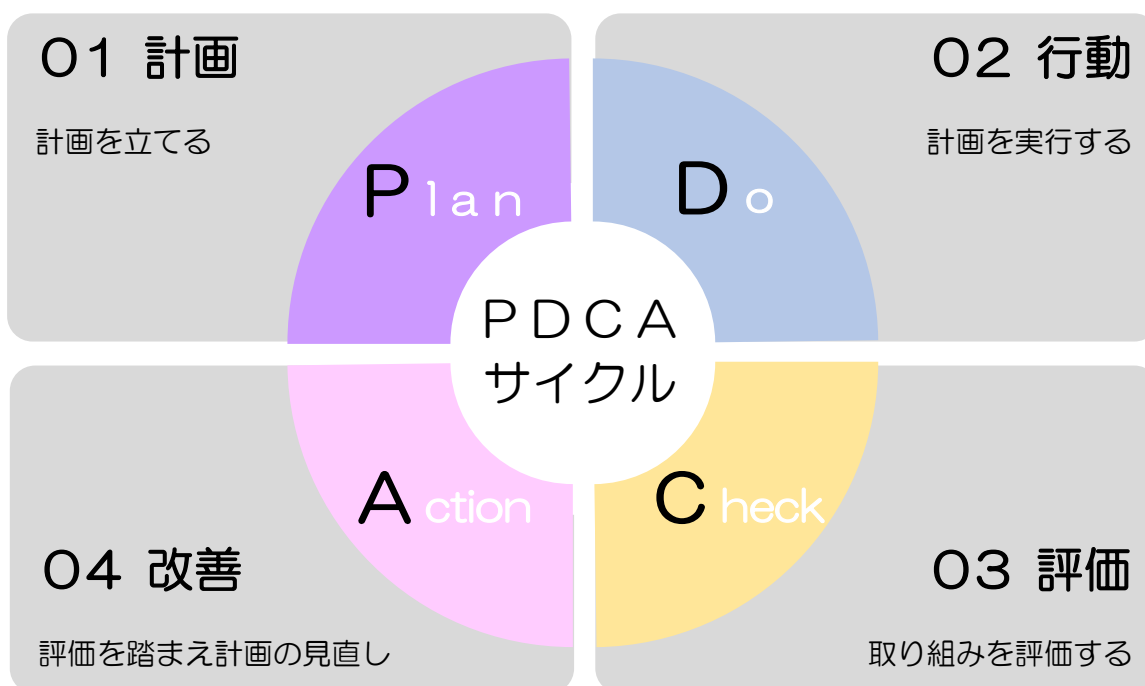 01 計画
計画を立てる
Plan
02 行動
計画を実行する
Do
PDCA
サイクル
04 改善
評価を踏まえ計画の見直し
Action
03 評価
取り組みを評価する
Check